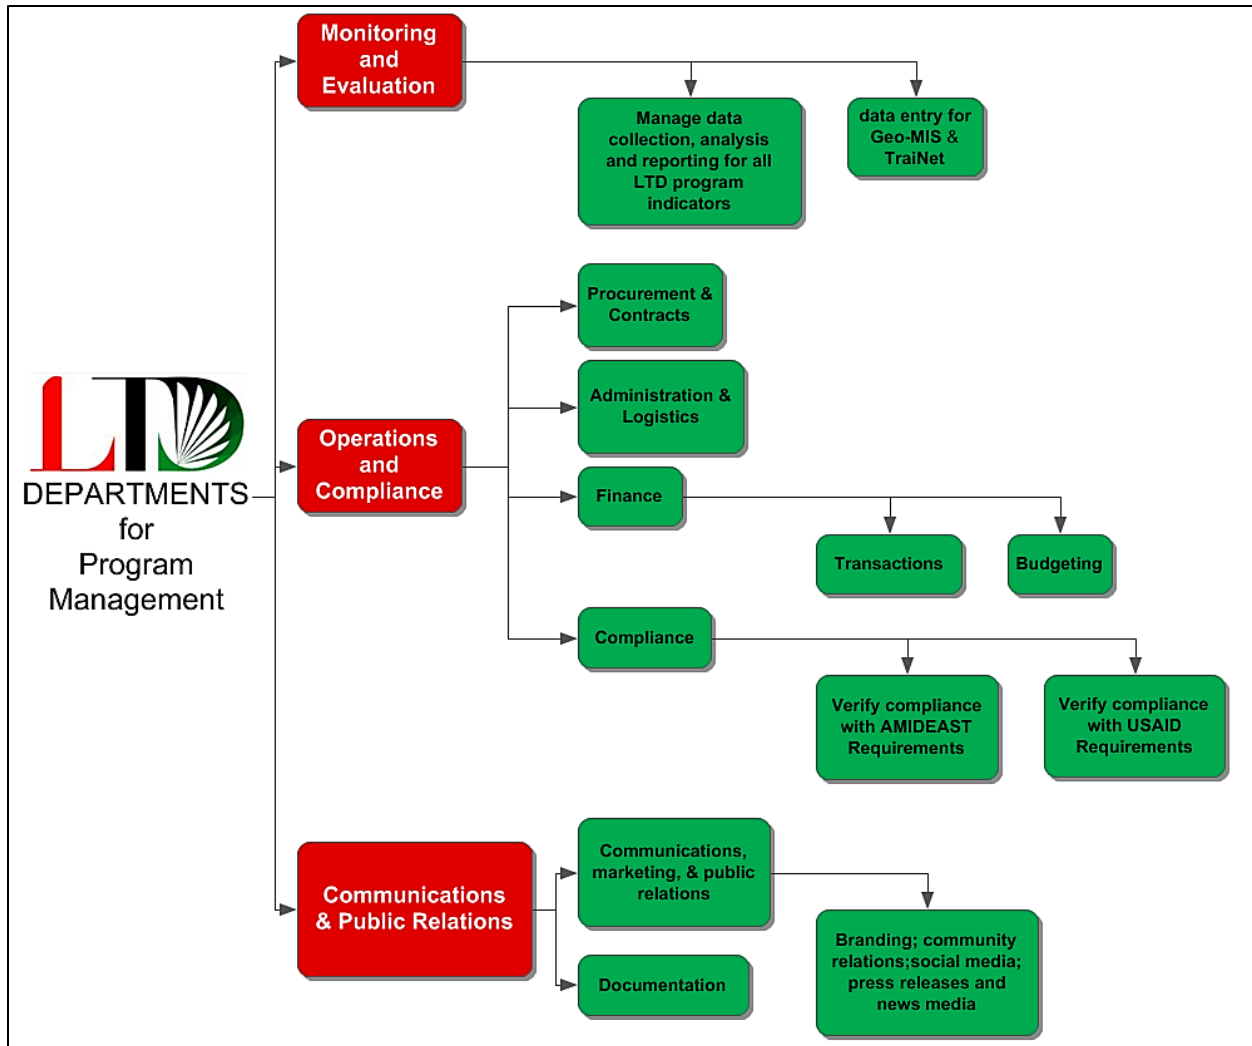 Monitoring
and
Evaluation
Manage data
collection, analysis
and reporting for all
LTD program
indicators
data entry for
Geo-MIS &
TraiNet
LTD
DEPARTMENTS
for
Program
Management
Operations
and
Compliance
Procurement &
Contracts
Administration &
Logistics
Finance
Transactions
Budgeting
Compliance
Verify compliance
with AMIDEAST
Requirements
Verify compliance
with USAID
Requirements
Communications
& Public Relations
Communications,
marketing, & public
relations
Branding; community
relations;social media;
press releases and
news media
Documentation